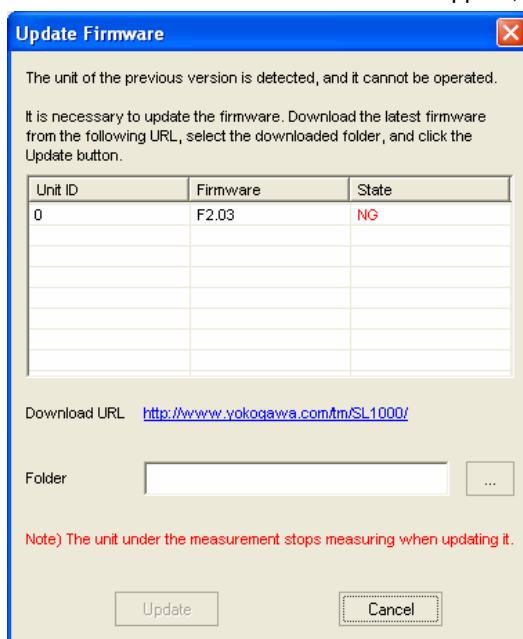 Update Firmware
The unit of the previous version is detected, and it cannot be operated.
It is necessary to update the firmware. Download the latest firmware
from the following URL, select the downloaded folder, and click the
Update button.
Unit ID Firmware State
0 F2.03 NG
Download URL http://www.yokogawa.com/tm/SL1000/
Folder ...
Note) The unit under the measurement stops measuring when updating it.
Update Cancel